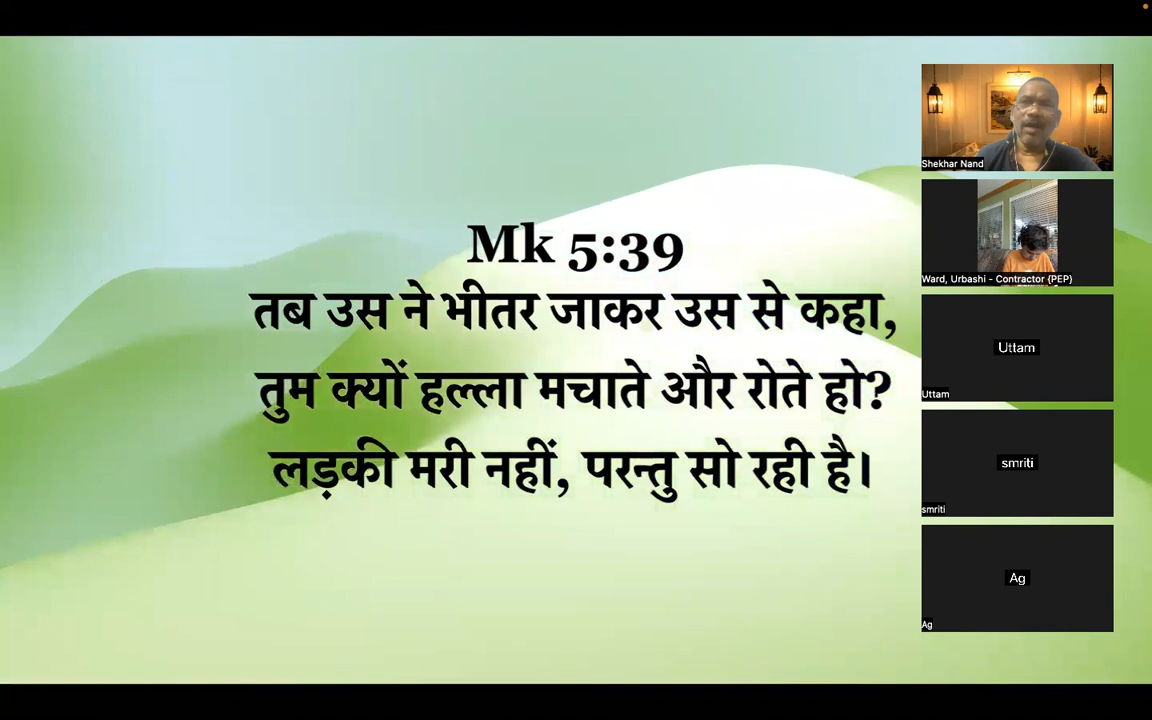 Mk 5:39
तब उस ने भीतर जाकर उस से कहा,
तुम क्यों हल्ला मचाते और रोते हो?
लड़की मरी नहीं, परन्तु सो रही है।
Shekhar Nand
Ward, Urbashi - Contractor {PEP}
Uttam
Uttam
smriti
smriti
Ag
Ag